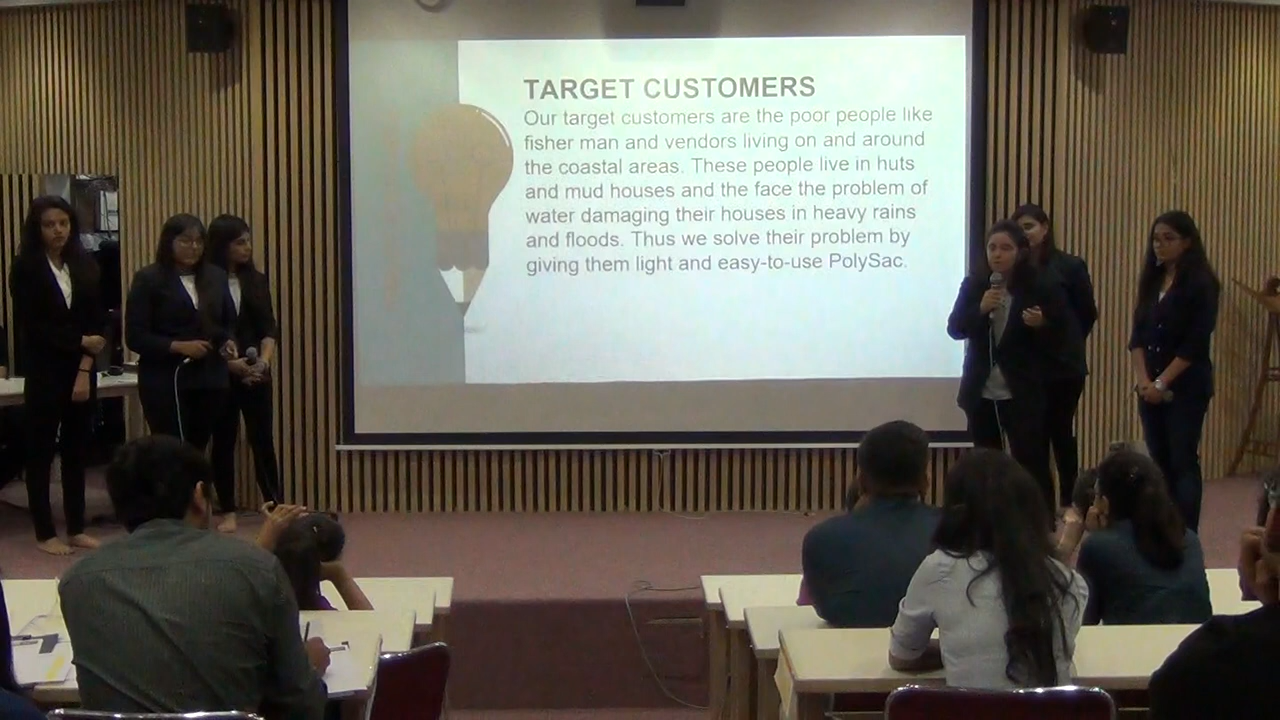 TARGET CUSTOMERS
Our target customers are the poor people like
fisher man and vendors living on and around
the coastal areas. These people live in huts
and mud houses and the face the problem of
water damaging their houses in heavy rains
and floods. Thus we solve their problem by
giving them light and easy-to-use PolySac.